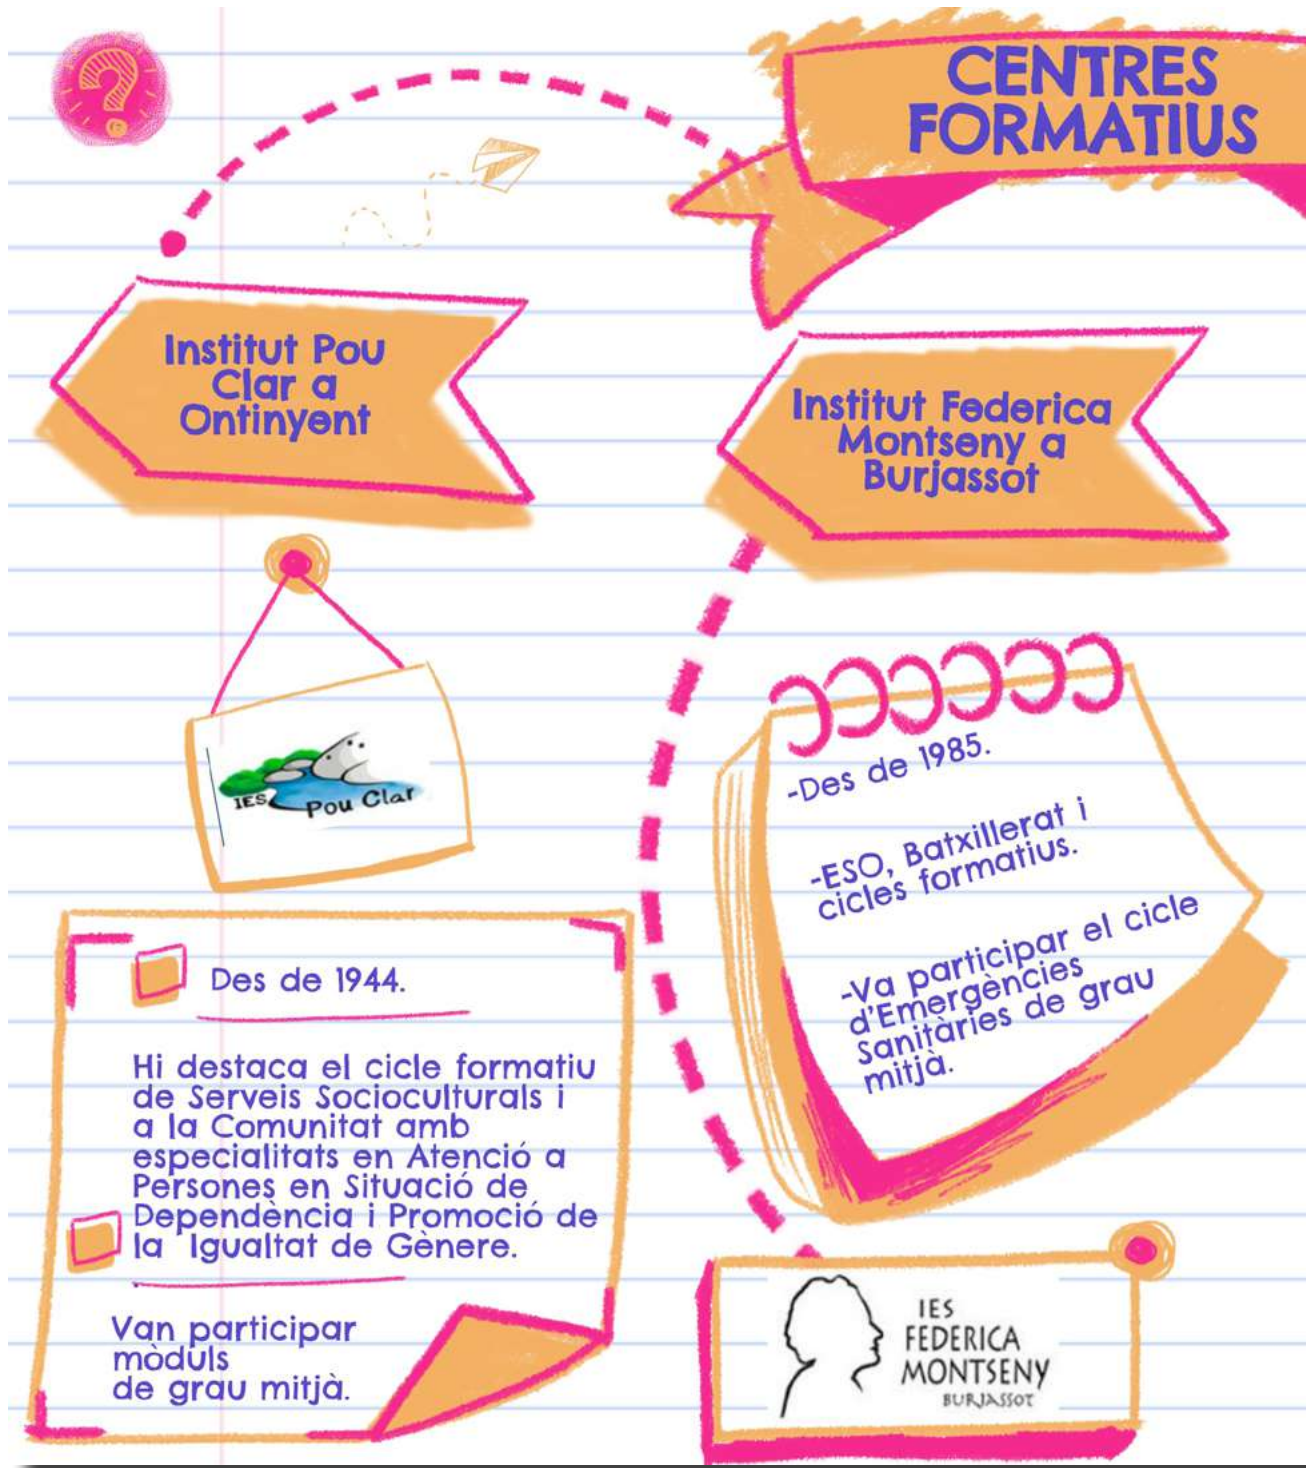 CENTRES
FORMATIUS
Institut Pou
Clar a
Ontinyent
Institut Federica
Montseny a
Burjassot
IES Pou Clar
-Des de 1985.
-ESO, Batxillerat i
cicles formatius.
-Va participar el cicle
d'Emergències
Sanitàries de grau
mitjà.
Des de 1944.
Hi destaca el cicle formatiu
de Serveis Socioculturals i
a la Comunitat amb
especialitats en Atenció a
Persones en Situació de
Dependència i Promoció de
la Igualtat de Gènere.
Van participar
mòduls
de grau mitjà.
IES
FEDERICA
MONTSENY
BURJASSOT